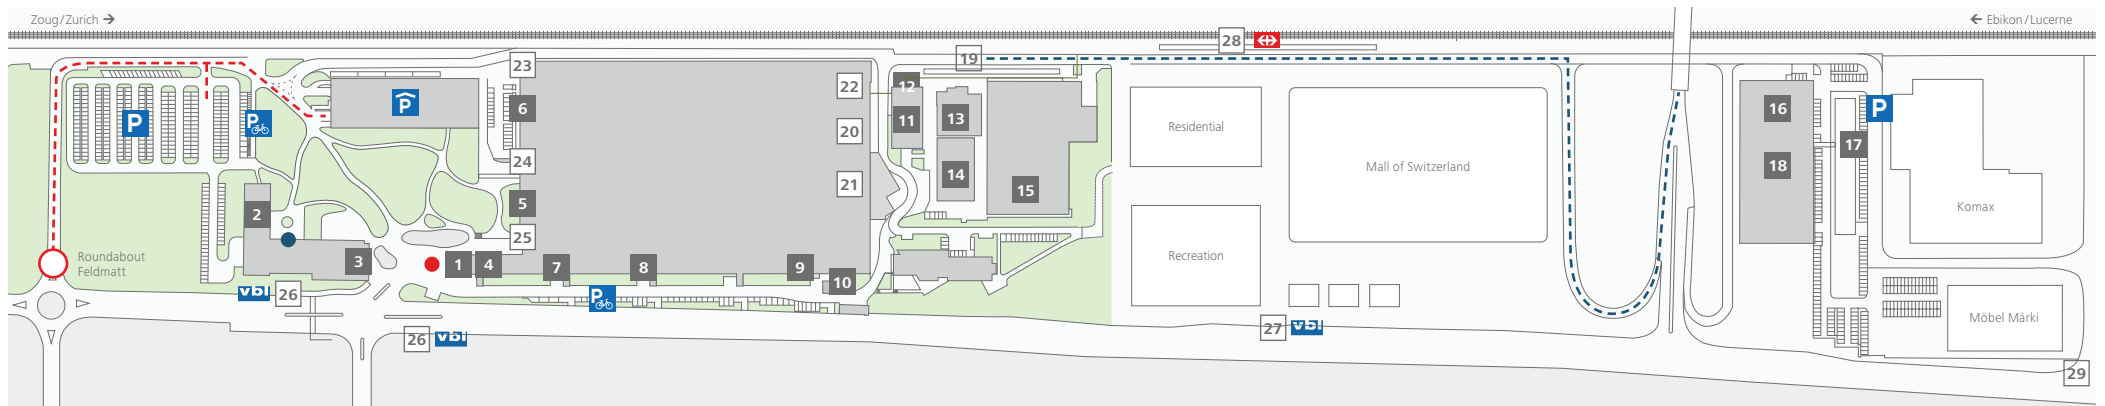 Zoug/Zurich →
← Ebikon/Lucerne
28
23
19
22
12
6
P
16
P
P
P
11
13
20
Residential
17
24
Mall of Switzerland
18
14
21
15
5
2
Komax
25
Roundabout
Feldmatt
3
1
4
7
8
9
10
Recreation
vbl
26
P
Möbel Märki
26
vbl
27
vbl
29